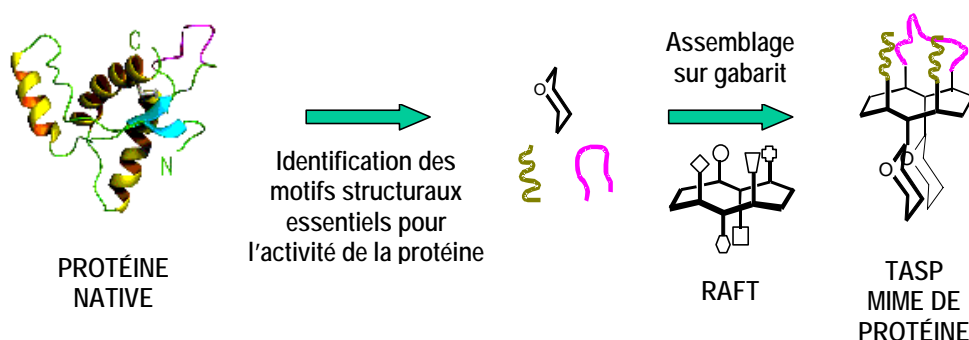 C
N
PROTÉINE
NATIVE
Identification des
motifs structuraux
essentiels pour
l'activité de la protéine
O
Assemblage
sur gabarit
RAFT
O
O
TASP
MIME DE
PROTÉINE